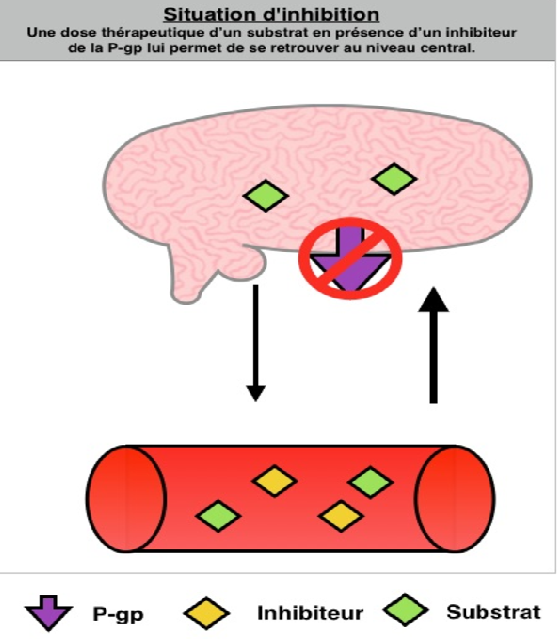 Situation d'inhibition
Une dose thérapeutique d'un substrat en présence d'un inhibiteur
de la P-gp lui permet de se retrouver au niveau central.
P-gp
Inhibiteur
Substrat